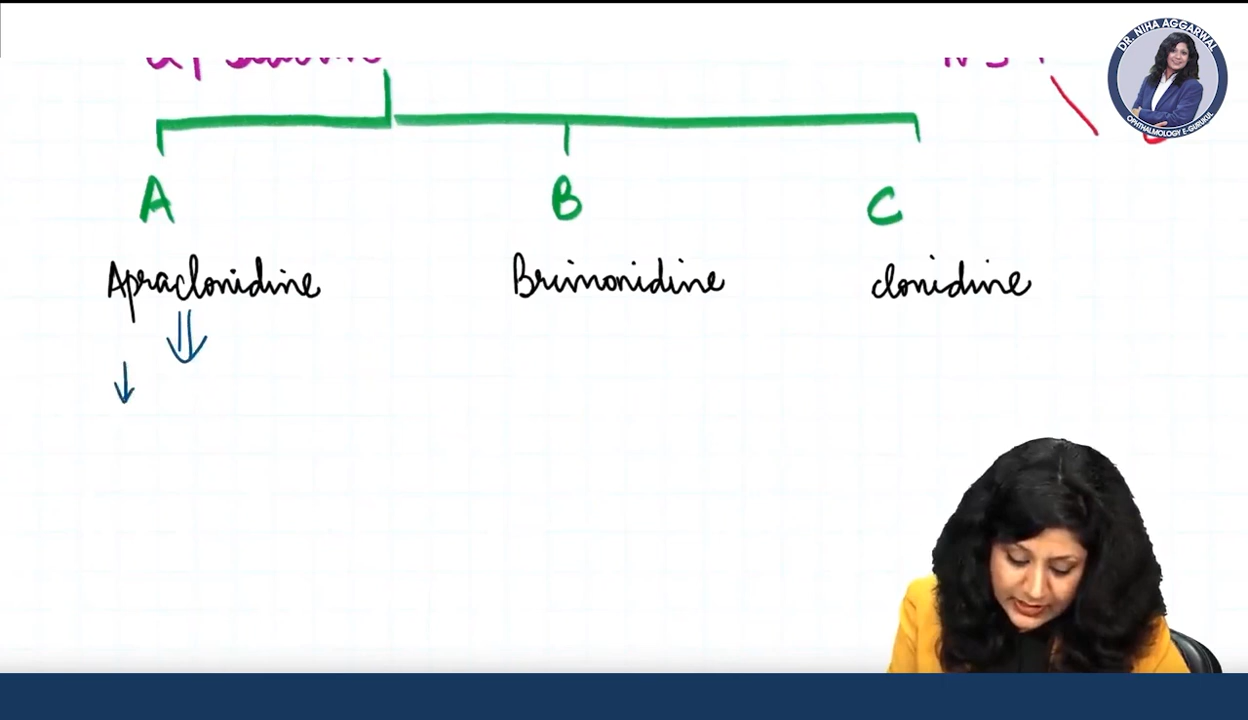 DR. NIHA AGGARWAL
OPHTHALMOLOGY E-GURUKUL
A B C
Apraclonidine Brimonidine clonidine